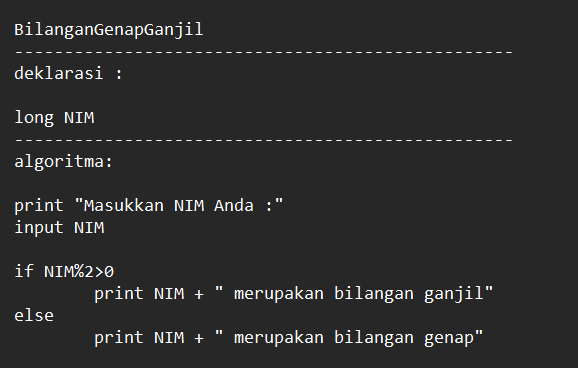 BilanganGenapGanjil
--------------------------------------------------
deklarasi :
long NIM
--------------------------------------------------
algoritma:
print "Masukkan NIM Anda :"
input NIM
if NIM%2>0
print NIM + " merupakan bilangan ganjil"
else
print NIM + " merupakan bilangan genap"